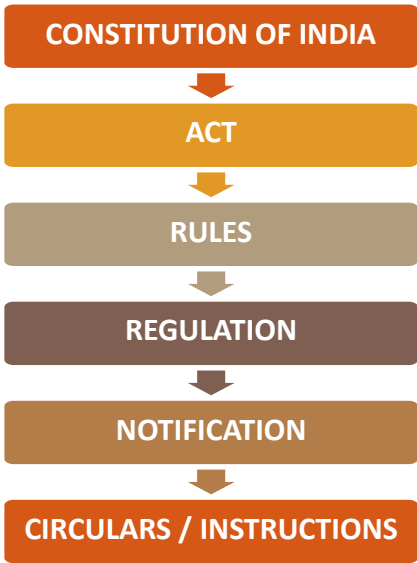 CONSTITUTION OF INDIA
ACT
RULES
REGULATION
NOTIFICATION
CIRCULARS / INSTRUCTIONS